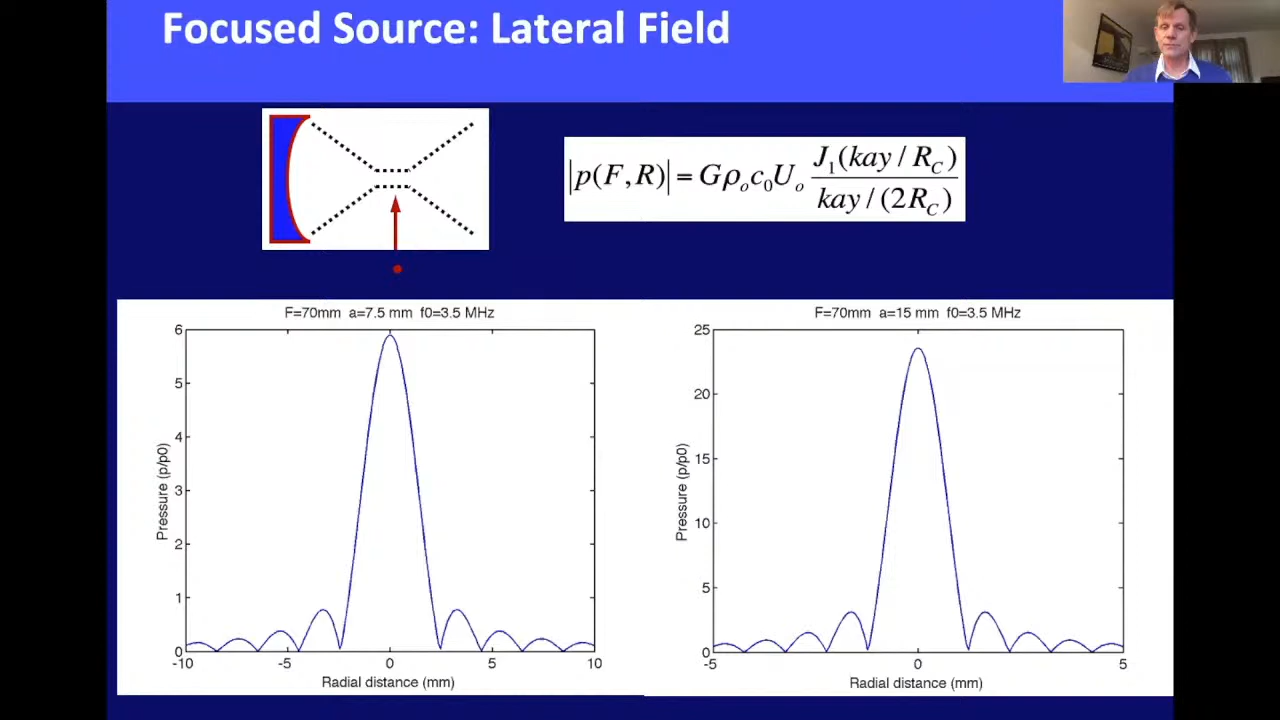 Focused Source: Lateral Field
|p(F,R)| = Gρₒc₀Uₒ J₁(kay / R_C) / kay / (2R_C)
F=70mm a=7.5 mm f0=3.5 MHz
6
5
4
3
2
1
0
Pressure (p/p0)
-10
-5
0
5
10
Radial distance (mm)
F=70mm a=15 mm f0=3.5 MHz
25
20
15
10
5
0
Pressure (p/p0)
-5
0
5
Radial distance (mm)